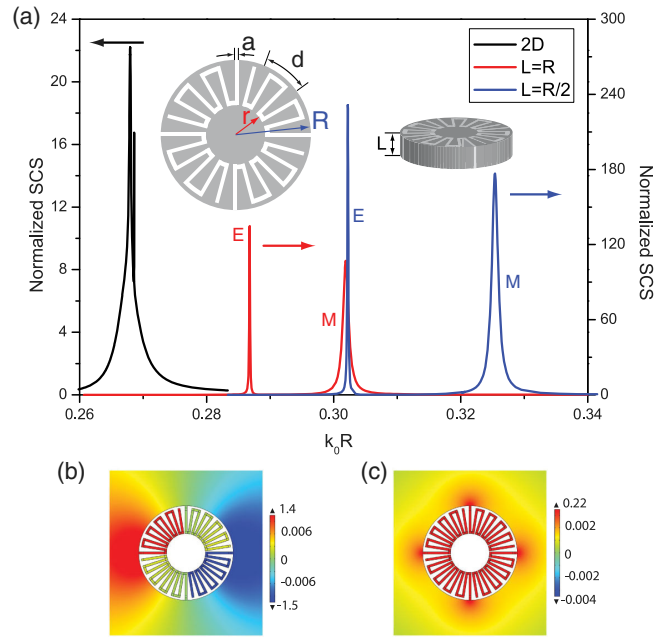 (a)
24
20
16
12
8
4
0
Normalized SCS
300
240
180
120
60
0
Normalized SCS
2D
L=R
L=R/2
a
d
r
R
L
E
M
E
M
0.26 0.28 0.30 0.32 0.34
k₀R
(b)
1.4
0.006
0
-0.006
-1.5
(c)
0.22
0.002
0
-0.002
-0.004